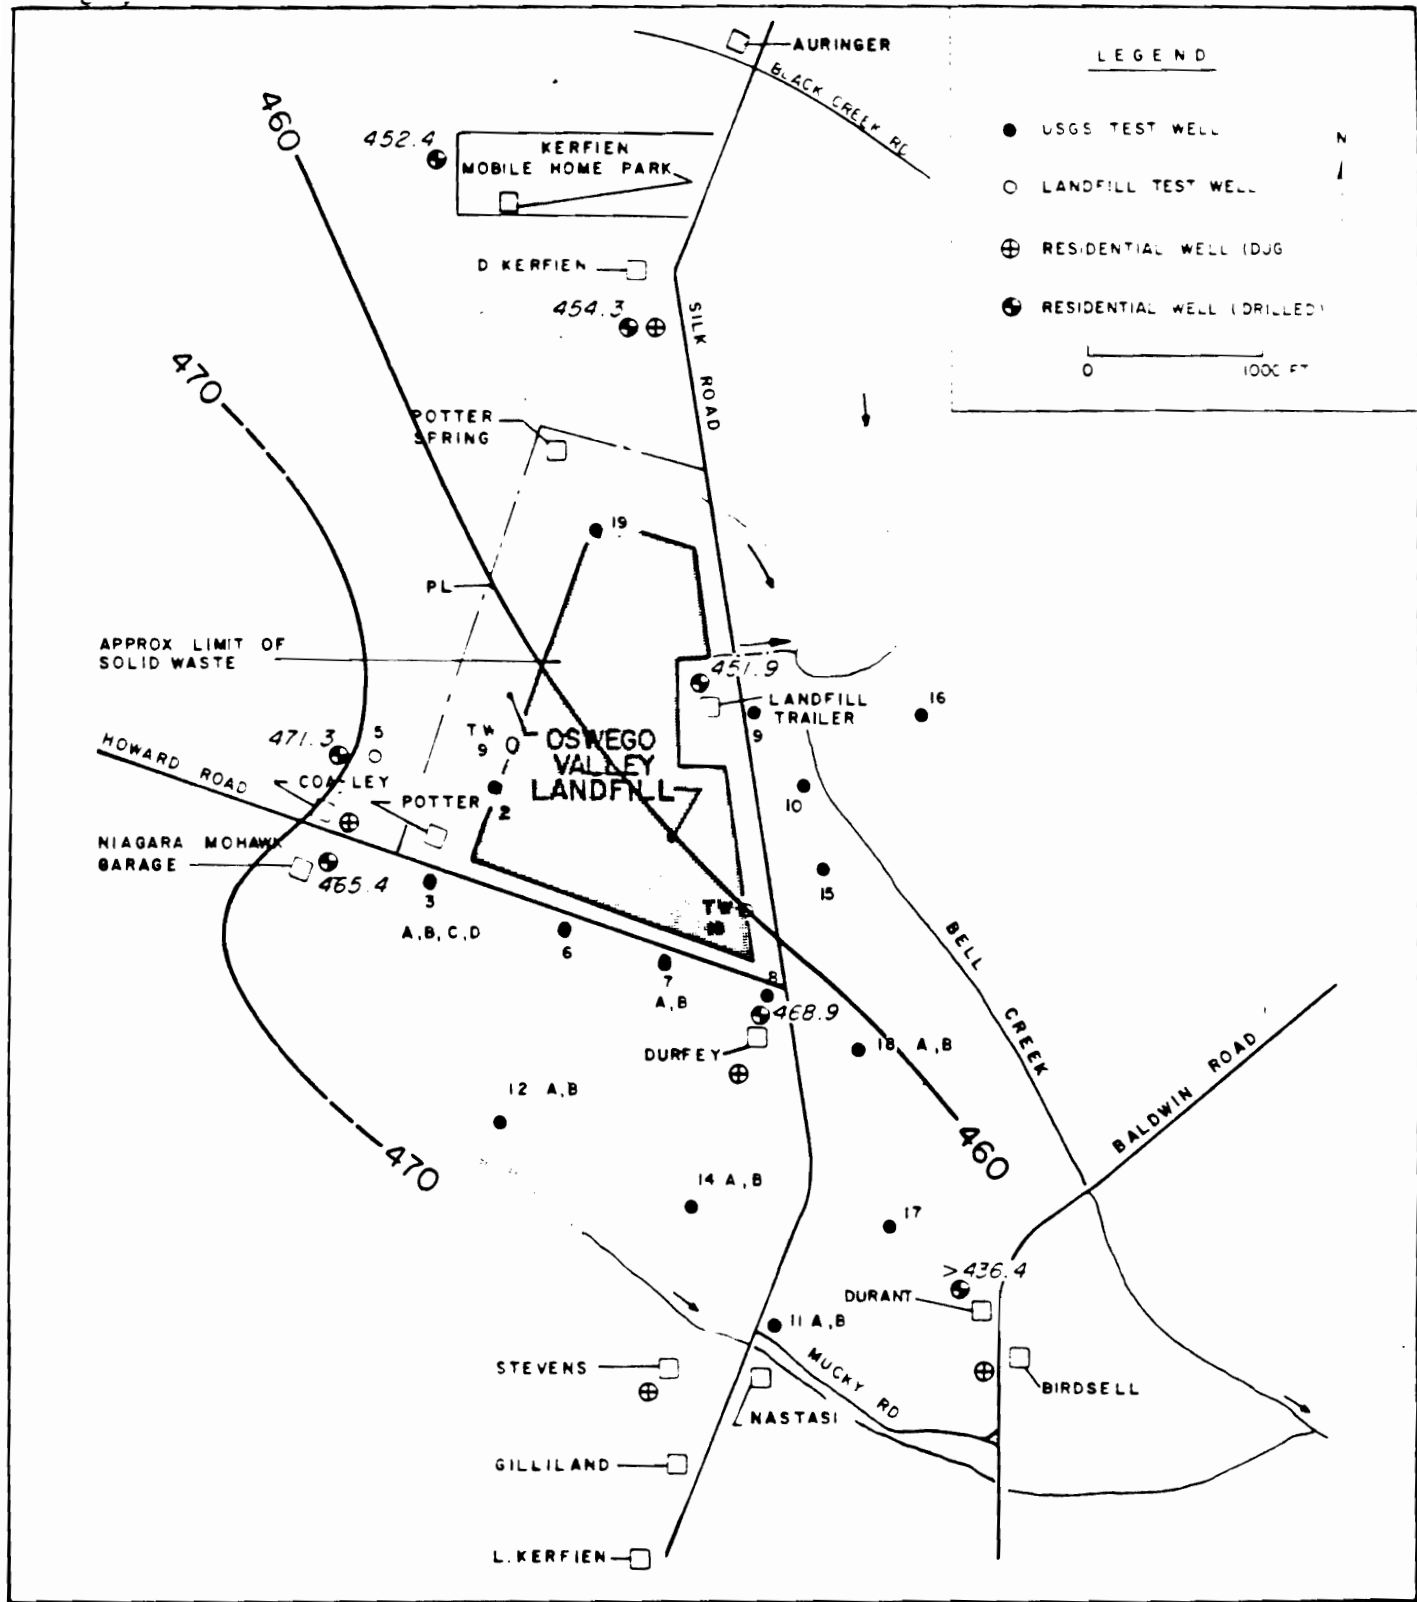 AURINGER
BLACK CREEK RD
LEGEND
USGS TEST WELL
LANDFILL TEST WELL
RESIDENTIAL WELL (DUG
RESIDENTIAL WELL (DRILLED)
0 1000 FT
N
460
452.4
KERFIEN
MOBILE HOME PARK
D KERFIEN
454.3
SILK ROAD
470
POTTER
SPRING
19
PL
APPROX LIMIT OF
SOLID WASTE
451.9
LANDFILL
TRAILER
16
9
471.3
5
TW
9
OSWEGO
VALLEY
LANDFILL
HOWARD ROAD
COA-LEY
POTTER
2
10
NIAGARA MOHAWK
GARAGE
465.4
3
A,B,C,D
15
TW
6
7
A,B
8
468.9
BELL CREEK
DURFEY
18 A,B
12 A,B
470
460
BALDWIN ROAD
14 A,B
17
>436.4
DURANT
11 A,B
MUCKY RD
STEVENS
NASTASI
BIRDSELL
GILLILAND
L. KERFIEN